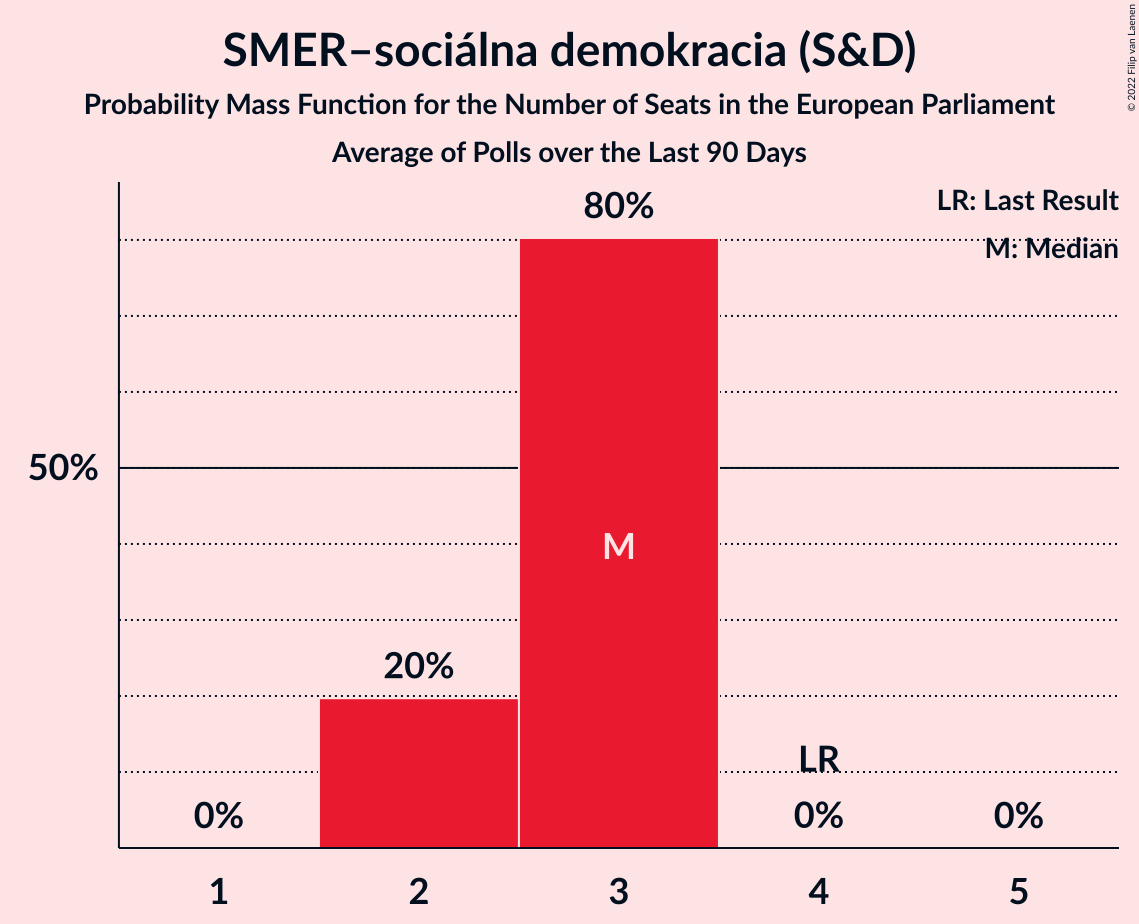 SMER–sociálna demokracia (S&D)
Probability Mass Function for the Number of Seats in the European Parliament
Average of Polls over the Last 90 Days
© 2022 Filip van Laenen
LR: Last Result
M: Median
80%
50%
M
20%
LR
0%
0%
0%
1
2
3
4
5